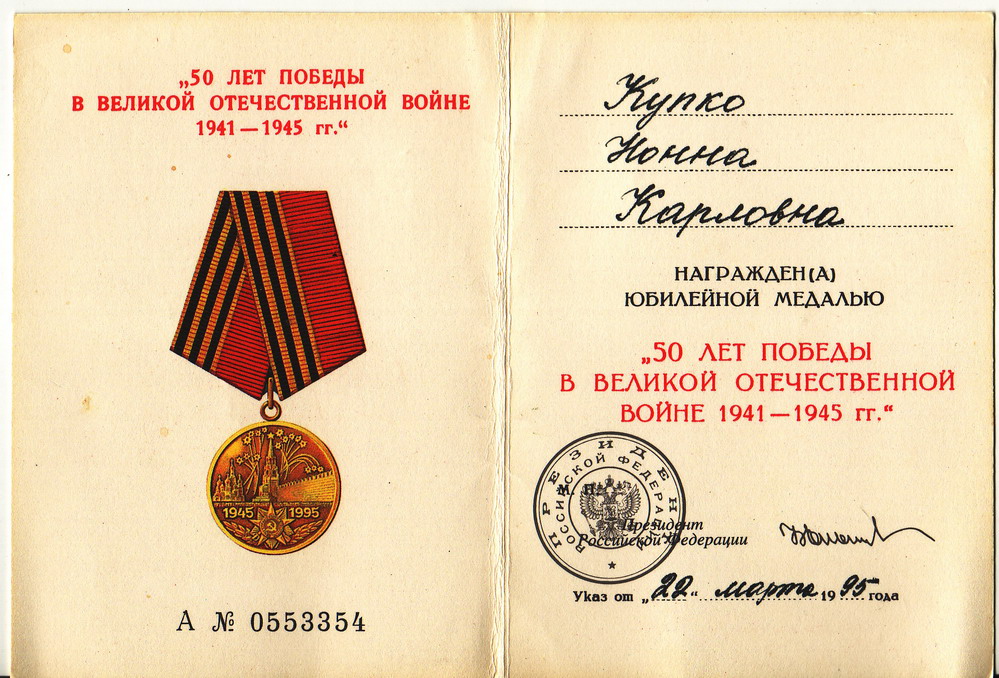 „50 ЛЕТ ПОБЕДЫ
В ВЕЛИКОЙ ОТЕЧЕСТВЕННОЙ ВОЙНЕ
1941—1945 гг.“
1945 1995
А № 0553354
Купко
Нонна
Карловна
НАГРАЖДЕН(А)
ЮБИЛЕЙНОЙ МЕДАЛЬЮ
„50 ЛЕТ ПОБЕДЫ
В ВЕЛИКОЙ ОТЕЧЕСТВЕННОЙ
ВОЙНЕ 1941—1945 гг.“
ПРЕЗИДЕН
РОССИЙСКОЙ ФЕДЕРАЦИИ
М. П.
Президент
Российской Федерации
Указ от „22“ марта 1995 года